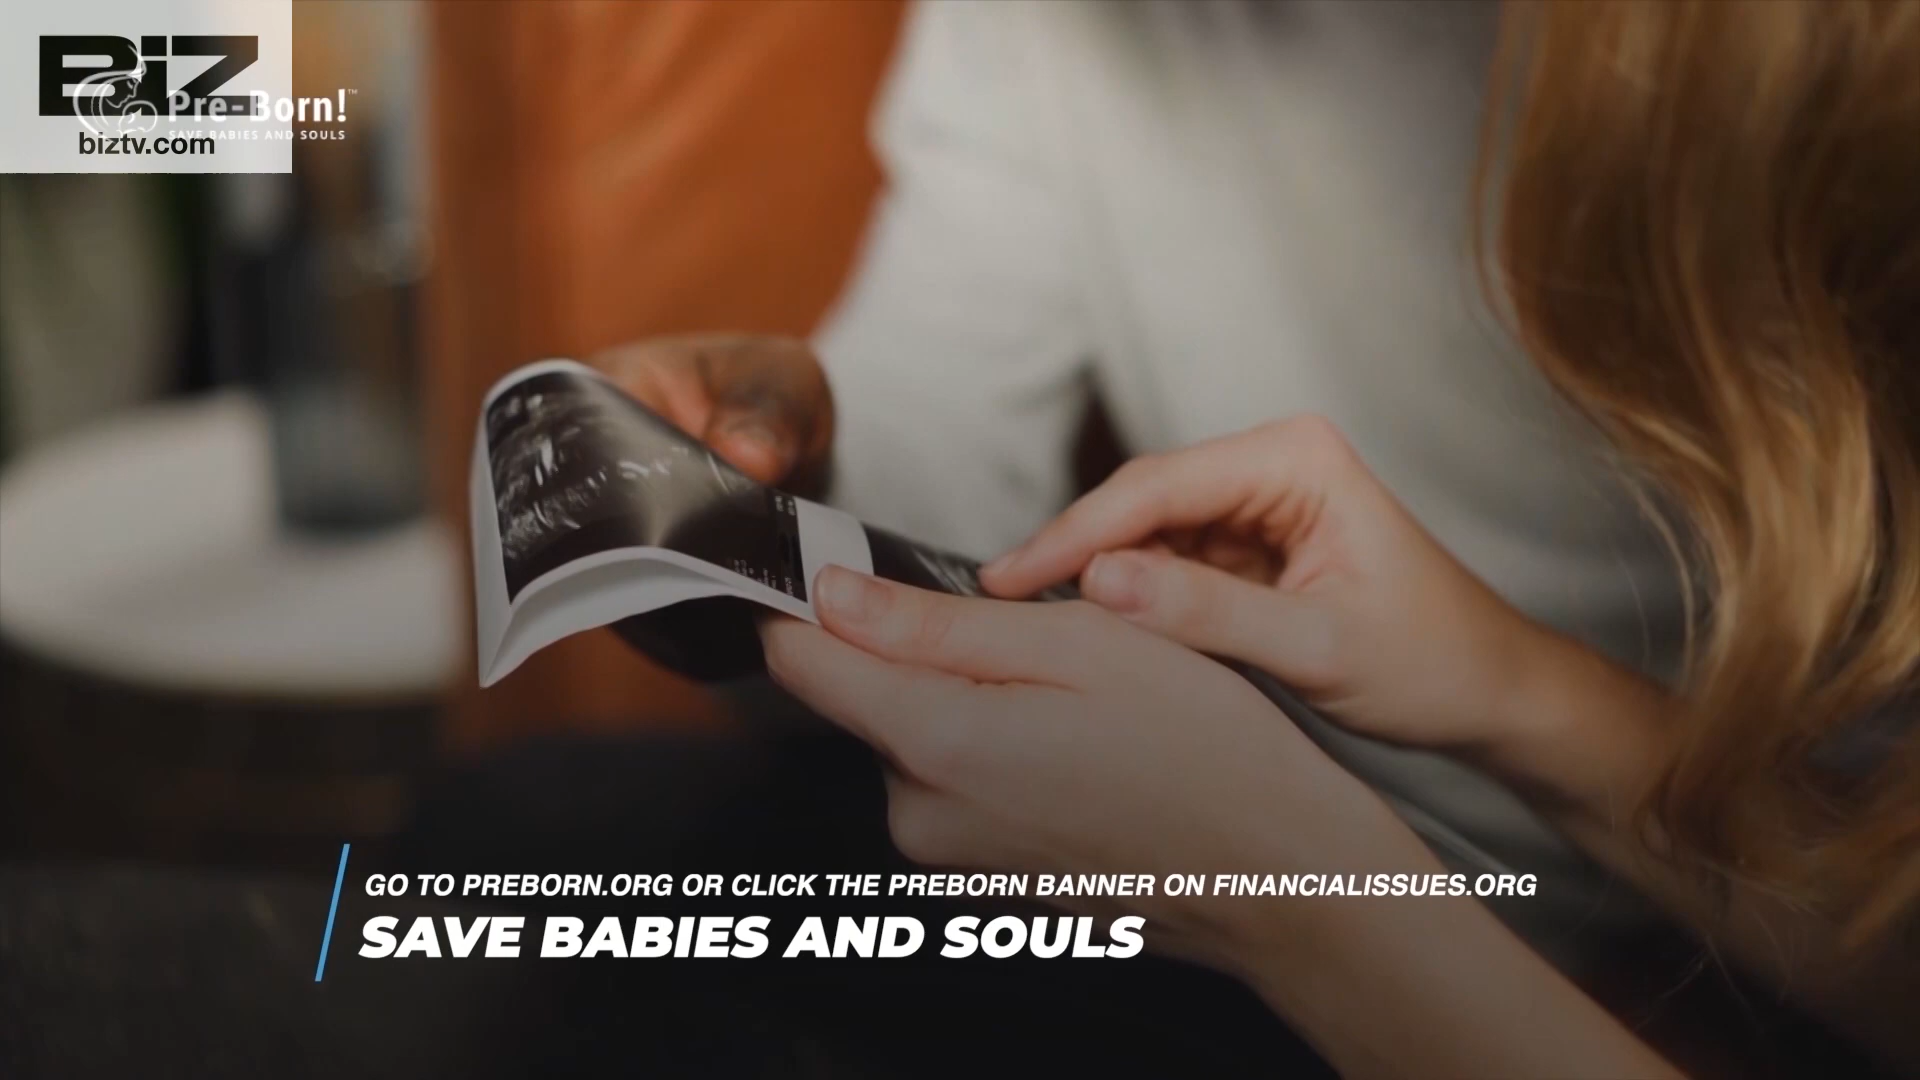 BiZ
Pre-Born!™
SAVE BABIES AND SOULS
biztv.com
GO TO PREBORN.ORG OR CLICK THE PREBORN BANNER ON FINANCIALISSUES.ORG
SAVE BABIES AND SOULS